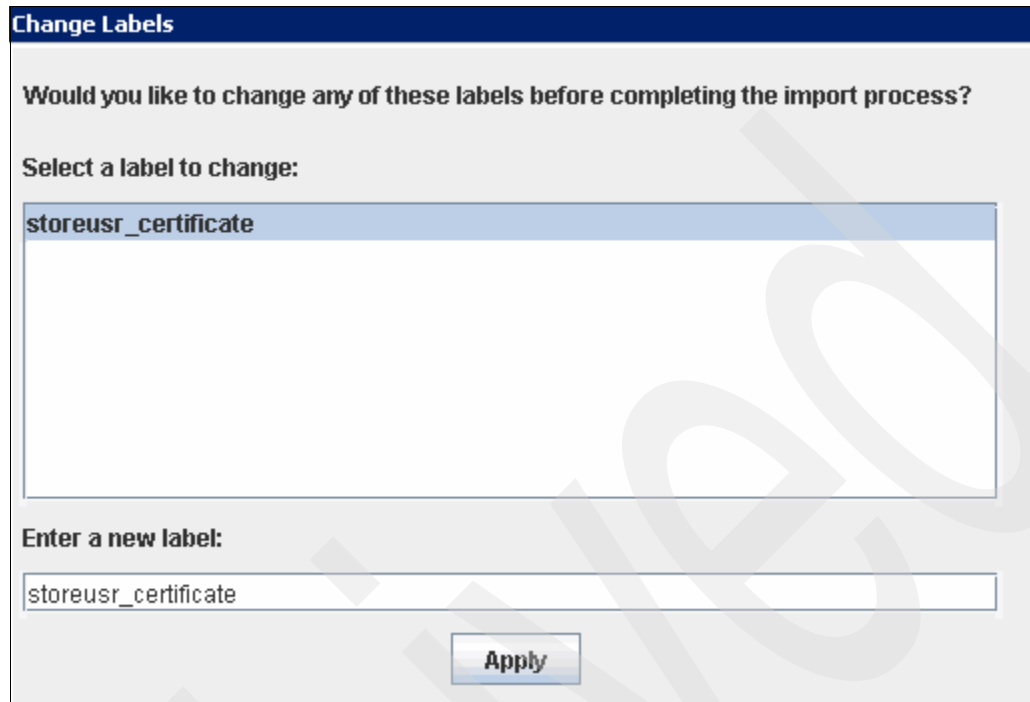 Change Labels
Would you like to change any of these labels before completing the import process?
Select a label to change:
storeusr_certificate
Enter a new label:
storeusr_certificate
Apply